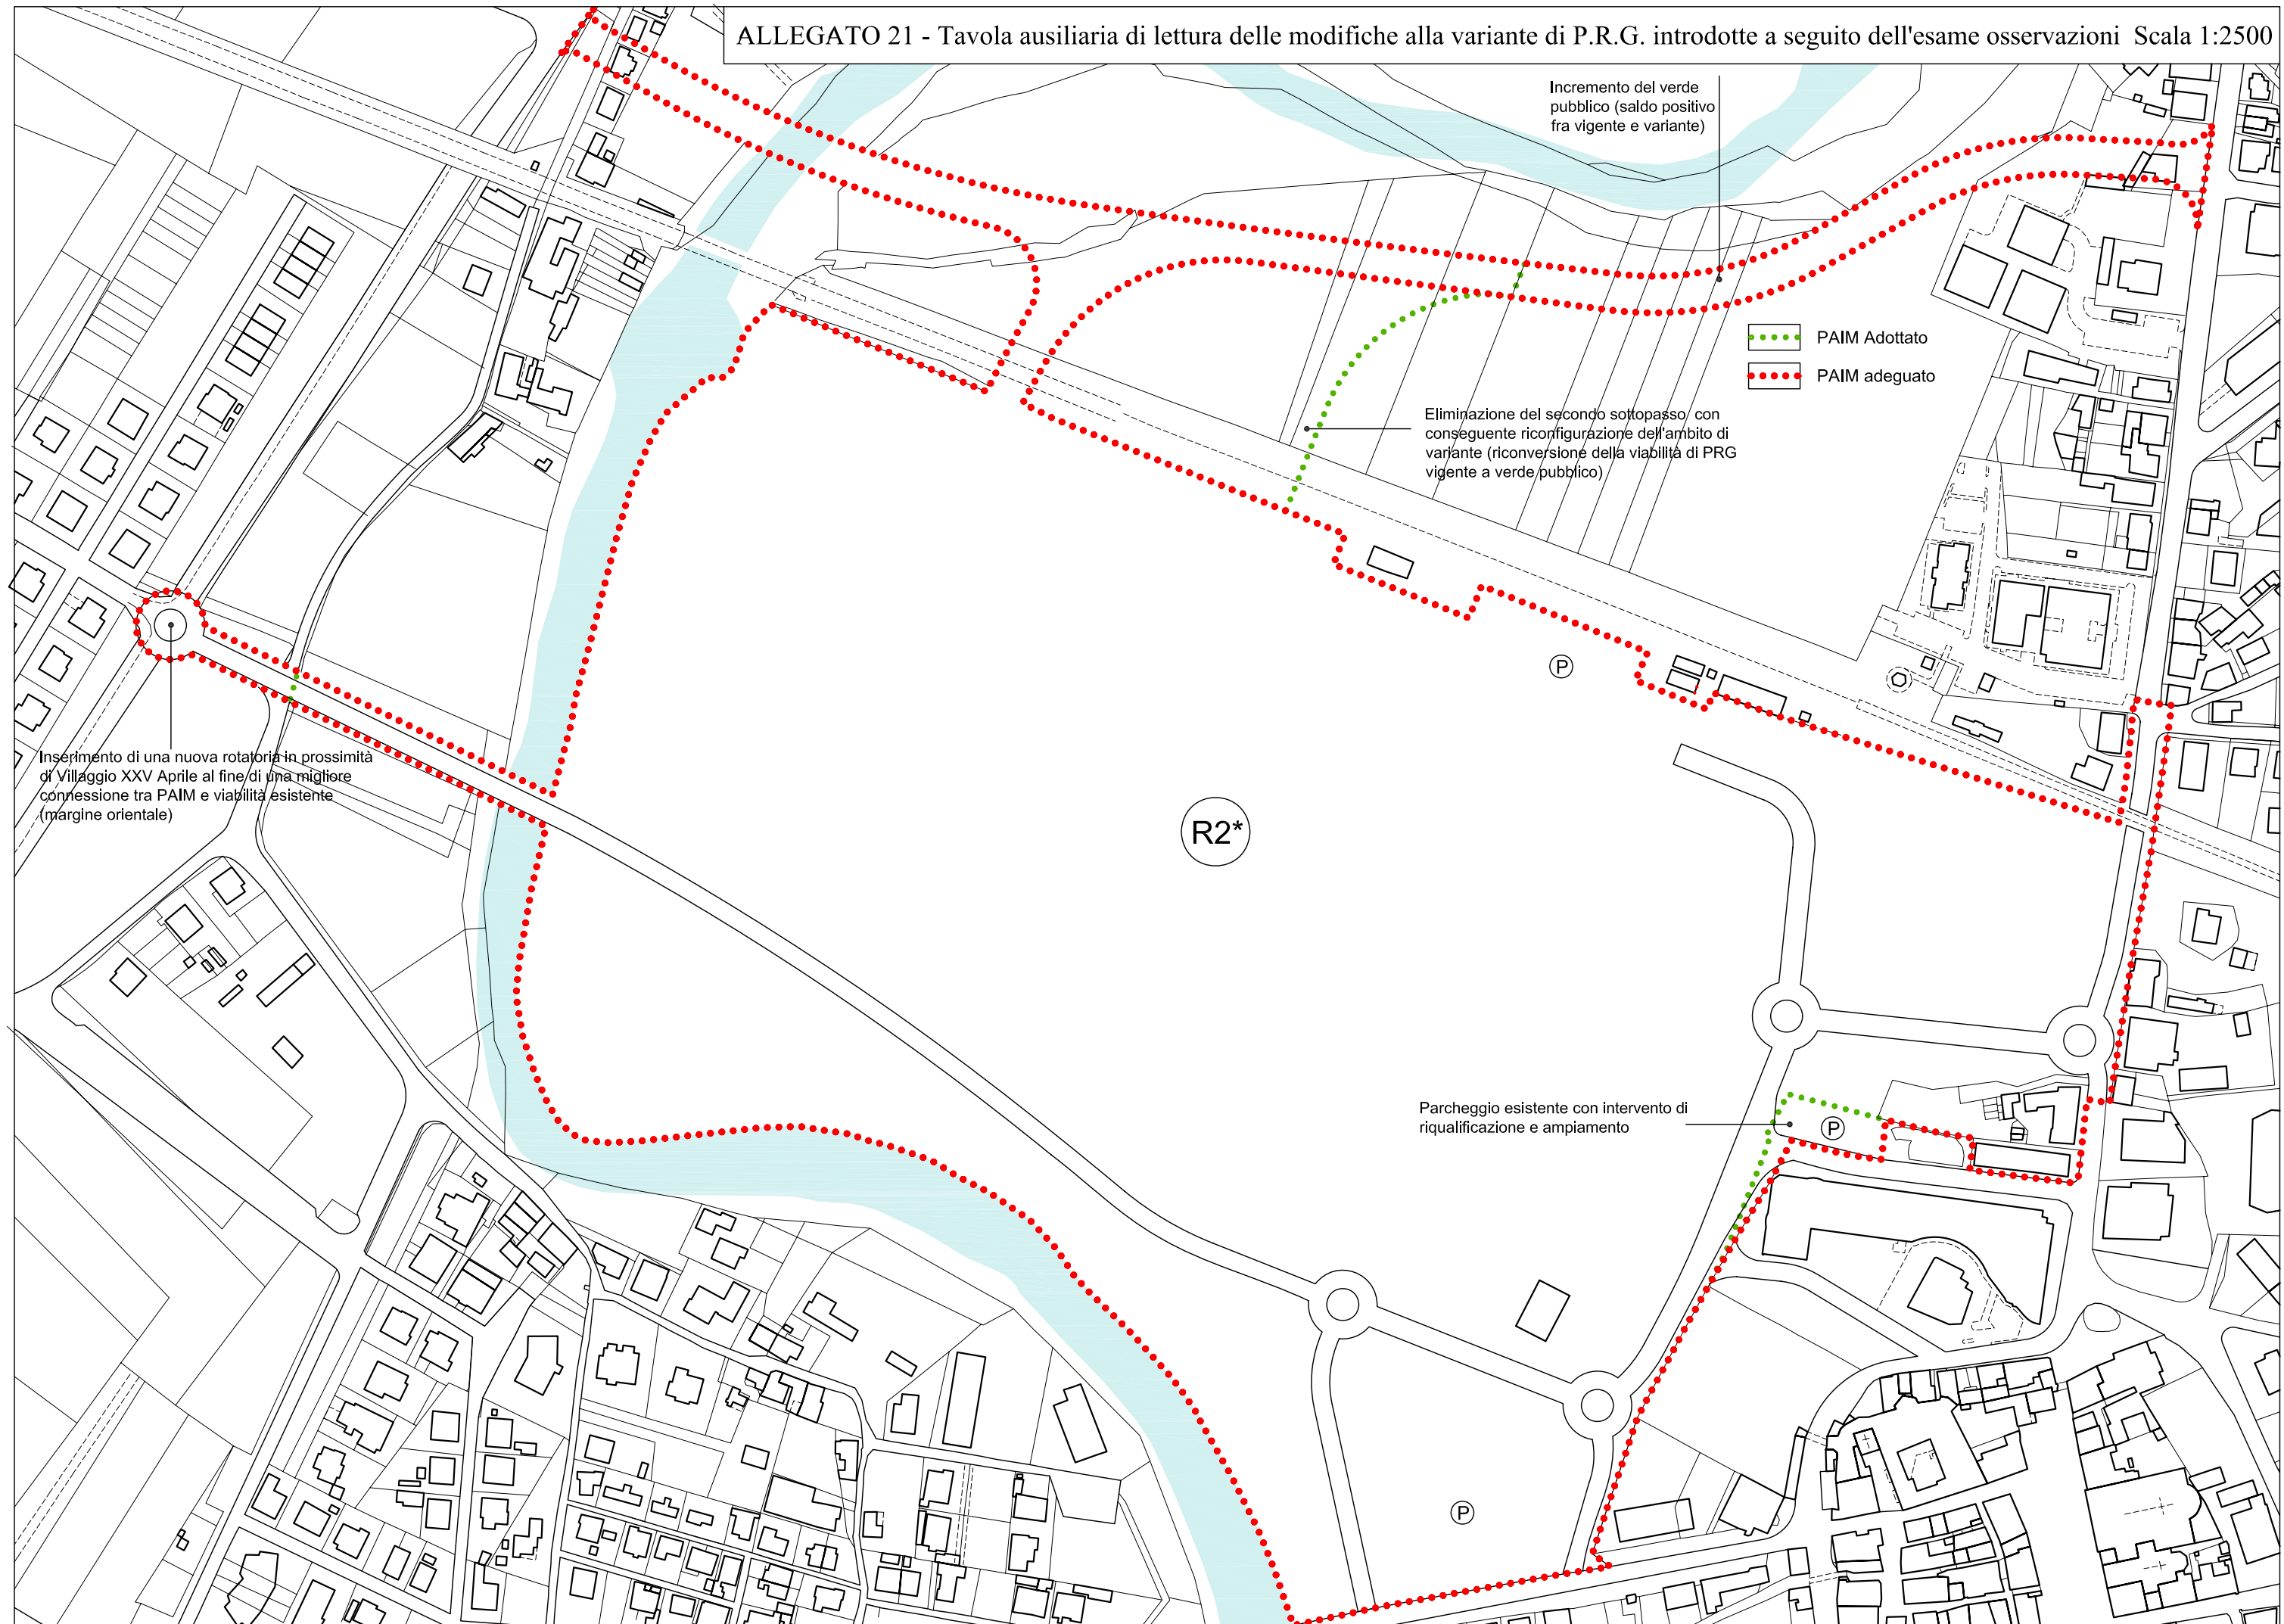 ALLEGATO 21 - Tavola ausiliaria di lettura delle modifiche alla variante di P.R.G. introdotte a seguito dell'esame osservazioni Scala 1:2500
Incremento del verde
pubblico (saldo positivo
fra vigente e variante)
PAIM Adottato
PAIM adeguato
Eliminazione del secondo sottopasso con
conseguente riconfigurazione dell'ambito di
variante (riconversione della viabilità di PRG
vigente a verde pubblico)
P
Inserimento di una nuova rotatoria in prossimità
di Villaggio XXV Aprile al fine di una migliore
connessione tra PAIM e viabilità esistente
(margine orientale)
R2*
Parcheggio esistente con intervento di
riqualificazione e ampiamento
P
P